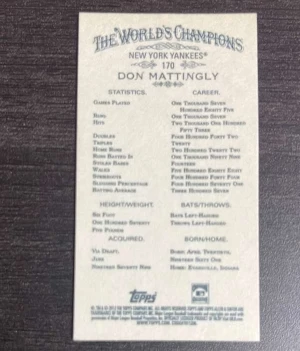 THE WORLD'S CHAMPIONS
NEW YORK YANKEES®
170
DON MATTINGLY
STATISTICS. CAREER.
GAMES PLAYED ONE THOUSAND SEVEN
HUNDRED EIGHTY FIVE
RUNS ONE THOUSAND SEVEN
HITS TWO THOUSAND ONE HUNDRED
FIFTY THREE
DOUBLES FOUR HUNDRED FORTY TWO
TRIPLES TWENTY
HOME RUNS TWO HUNDRED TWENTY TWO
RUNS BATTED IN ONE THOUSAND NINETY NINE
STOLEN BASES FOURTEEN
WALKS FIVE HUNDRED EIGHTY EIGHT
STRIKEOUTS FOUR HUNDRED FORTY FOUR
SLUGGING PERCENTAGE FOUR HUNDRED SEVENTY ONE
BATTING AVERAGE THREE HUNDRED SEVEN
HEIGHT/WEIGHT. BATS/THROWS.
SIX FOOT BATS LEFT-HANDED
ONE HUNDRED SEVENTY THROWS LEFT-HANDED
FIVE POUNDS
ACQUIRED. BORN/HOME.
VIA DRAFT, BORN: APRIL TWENTIETH,
JUNE NINETEEN SIXTY ONE
NINETEEN SEVENTY NINE HOME: EVANSVILLE, INDIANA
Topps